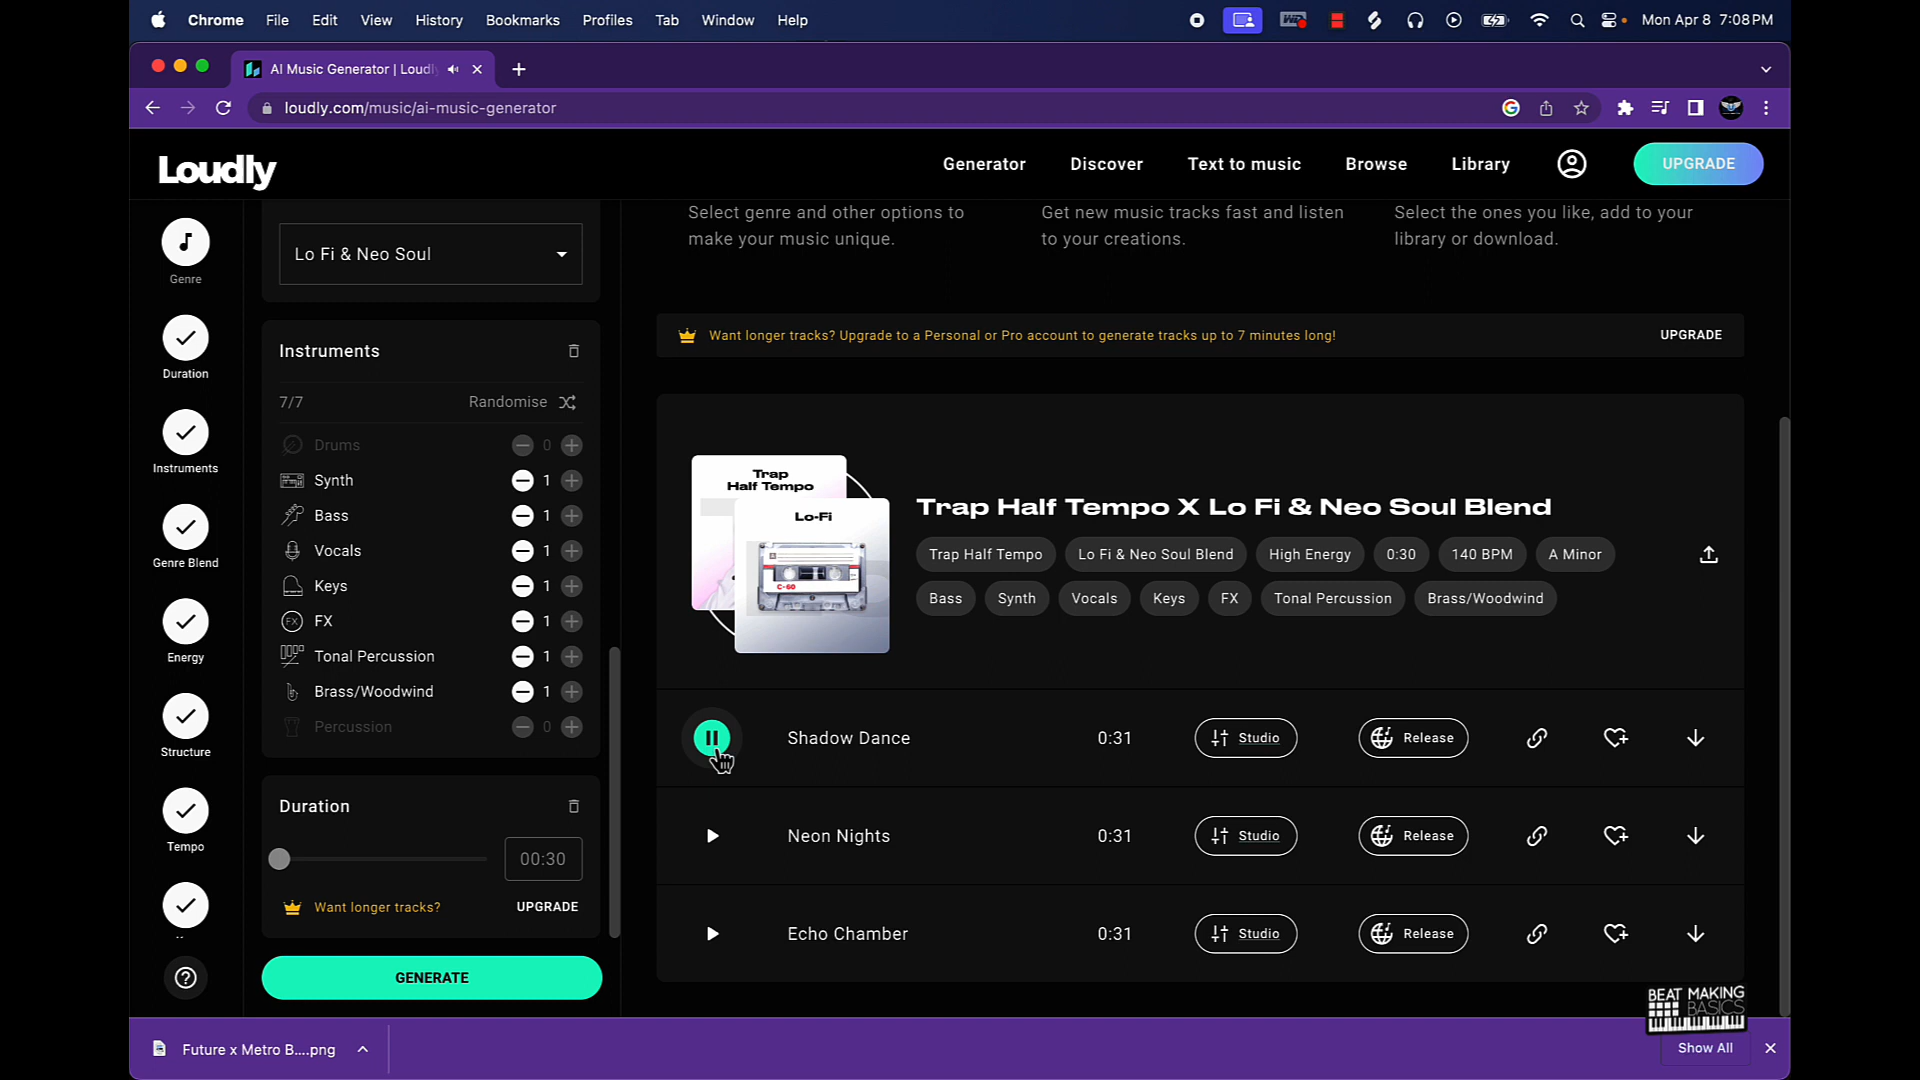 Chrome File Edit View History Bookmarks Profiles Tab Window Help Mon Apr 8 7:08 PM
AI Music Generator | Loudl
loudly.com/music/ai-music-generator
Loudly
Generator Discover Text to music Browse Library UPGRADE
Genre
Duration
Instruments
Genre Blend
Energy
Structure
Tempo
Lo Fi & Neo Soul
Instruments
7/7 Randomise
Drums 0
Synth 1
Bass 1
Vocals 1
Keys 1
FX FX 1
Tonal Percussion 1
Brass/Woodwind 1
Percussion 0
Duration
00:30
Want longer tracks? UPGRADE
GENERATE
Select genre and other options to
make your music unique.
Get new music tracks fast and listen
to your creations.
Select the ones you like, add to your
library or download.
Want longer tracks? Upgrade to a Personal or Pro account to generate tracks up to 7 minutes long! UPGRADE
Trap
Half Tempo
Lo-Fi
A
C-60
Trap Half Tempo X Lo Fi & Neo Soul Blend
Trap Half Tempo Lo Fi & Neo Soul Blend High Energy 0:30 140 BPM A Minor
Bass Synth Vocals Keys FX Tonal Percussion Brass/Woodwind
Shadow Dance 0:31 Studio Release
Neon Nights 0:31 Studio Release
Echo Chamber 0:31 Studio Release
BEAT MAKING
BASICS
Future x Metro B....png
Show All